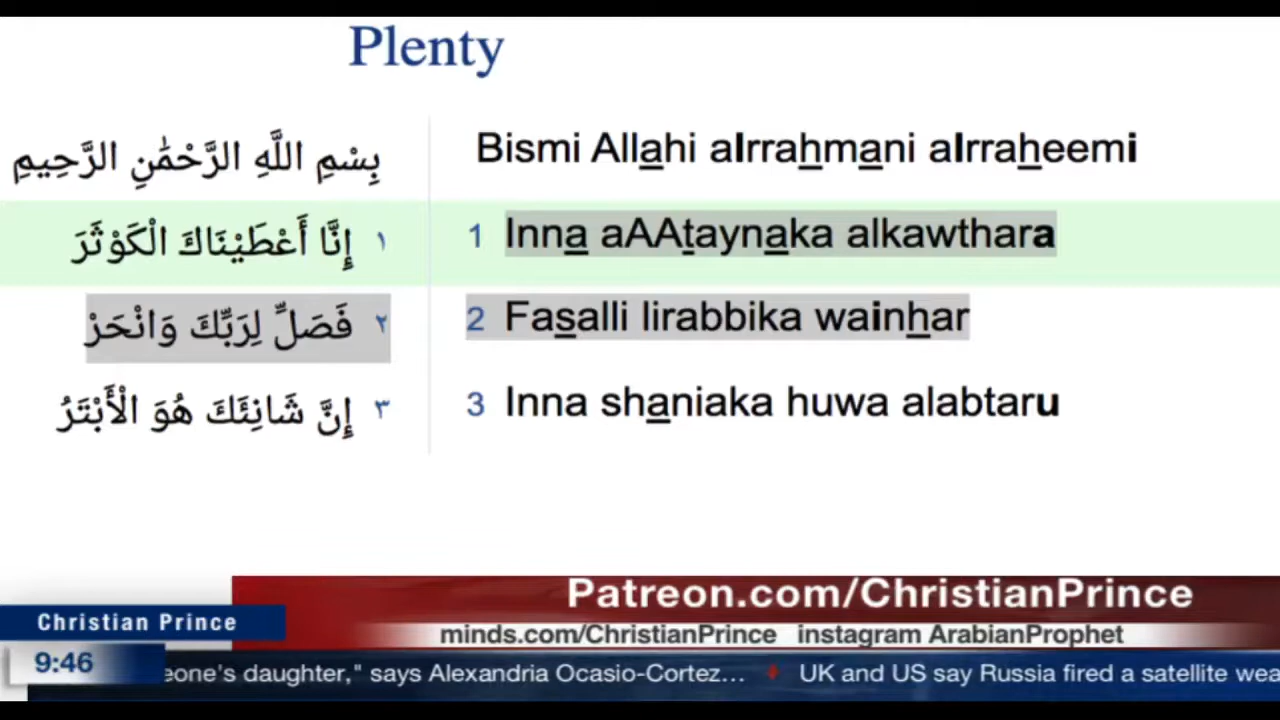 Plenty
بِسْمِ اللَّهِ الرَّحْمَٰنِ الرَّحِيمِ
Bismi Allahi alrrahmani alrraheemi
١ إِنَّا أَعْطَيْنَاكَ الْكَوْثَرَ
1 Inna aAAtaynaka alkawthara
٢ فَصَلِّ لِرَبِّكَ وَانْحَرْ
2 Fasalli lirabbika wainhar
٣ إِنَّ شَانِئَكَ هُوَ الْأَبْتَرُ
3 Inna shaniaka huwa alabtaru
Patreon.com/ChristianPrince
Christian Prince
minds.com/ChristianPrince instagram ArabianProphet
9:46
eone's daughter," says Alexandria Ocasio-Cortez... UK and US say Russia fired a satellite wea